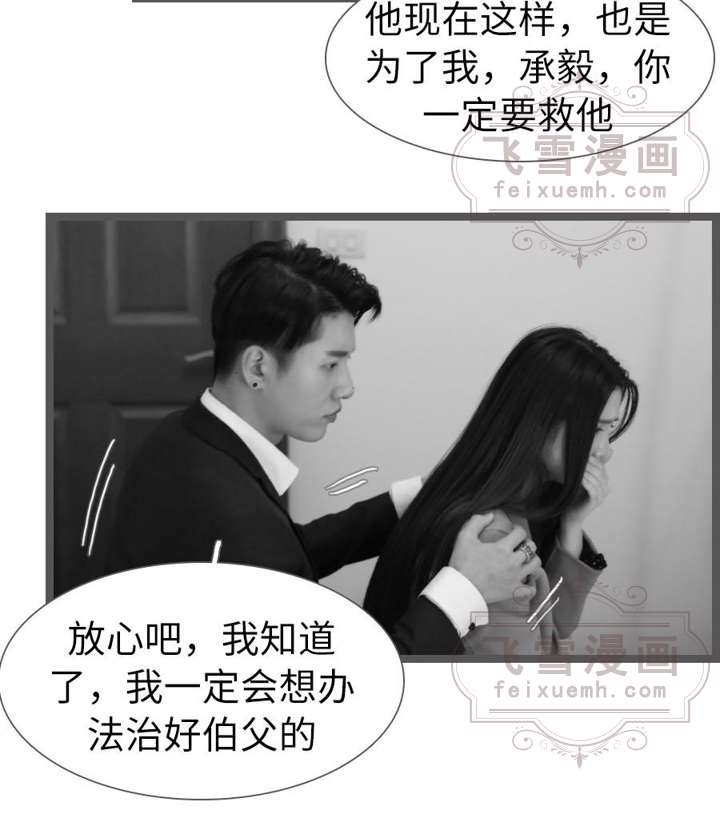 他现在这样，也是
为了我，承毅，你
一定要救他
飞雪漫画
feixuemh.com
放心吧，我知道
了，我一定会想办
法治好伯父的
飞雪漫画
feixuemh.com